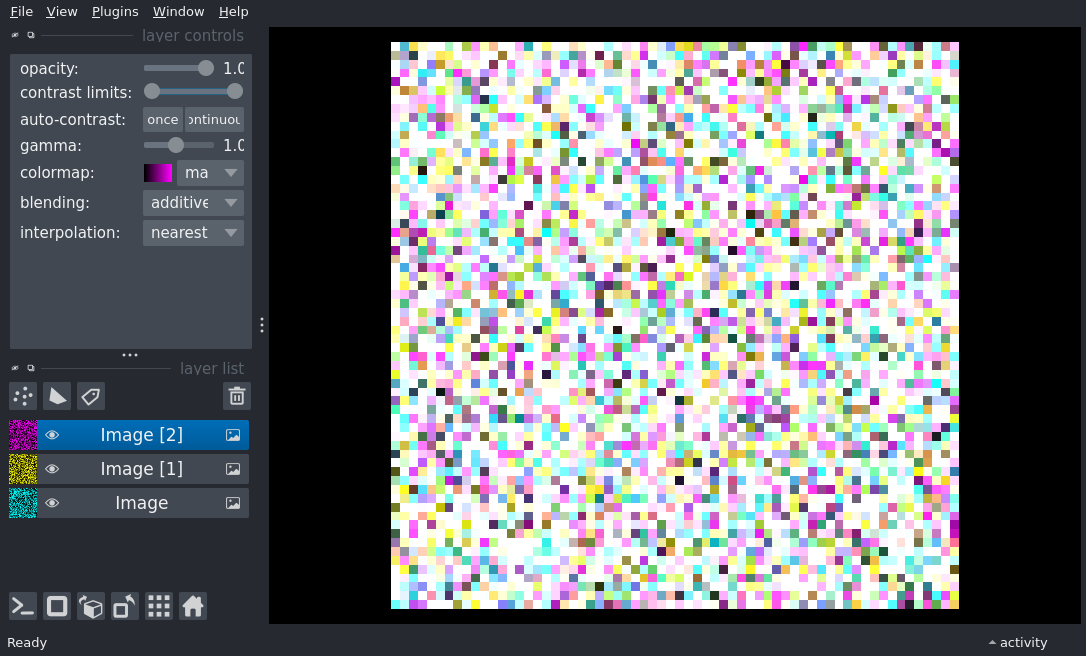 File View Plugins Window Help
layer controls
opacity: 1.0
contrast limits:
auto-contrast: once ontinuou
gamma: 1.0
colormap: ma
blending: additive
interpolation: nearest
layer list
Image [2]
Image [1]
Image
Ready
activity